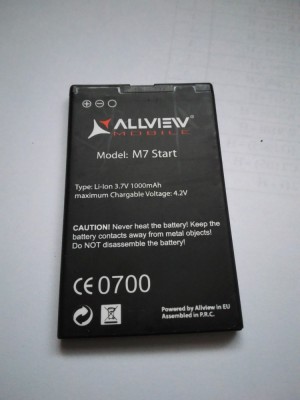 ALLVIEW
MOBILE
Model: M7 Start
Type: Li-Ion 3.7V 1000mAh
maximum Chargable Voltage: 4.2V
CAUTION! Never heat the battery! Keep the
battery contacts away from metal objects!
Do NOT disassemble the battery!
CE 0700
Powered by Allview in EU
Assembled in P.R.C.